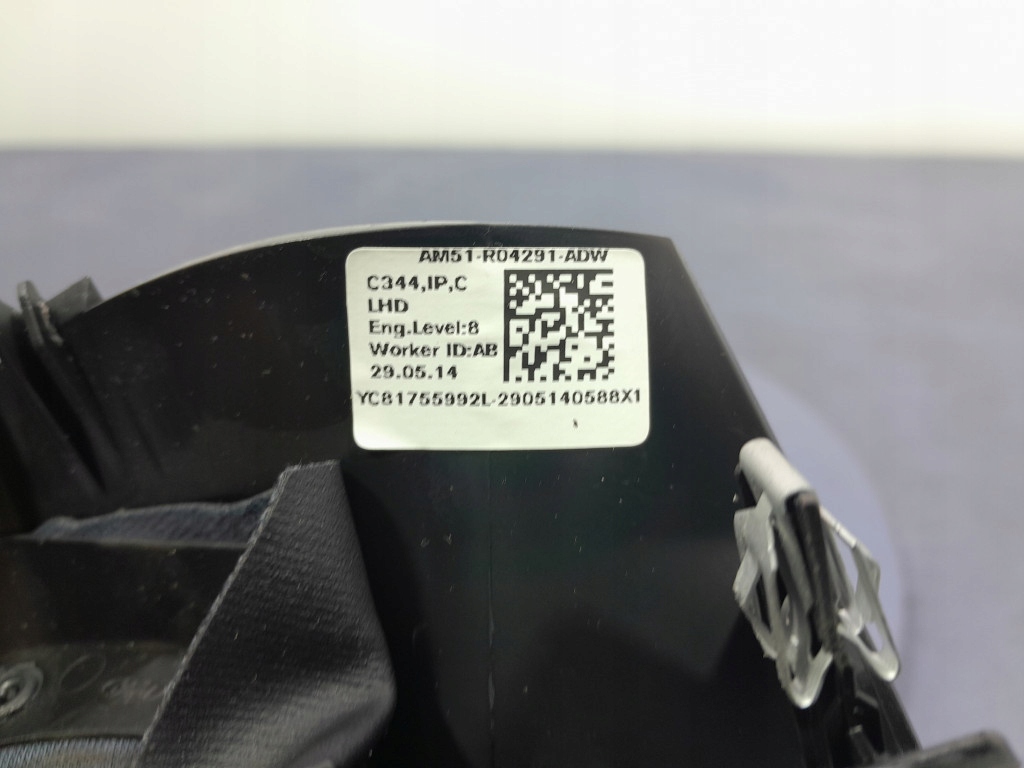 AM51-R04291-ADW
C344,IP,C
LHD
Eng.Level:8
Worker ID:AB
29.05.14
YC81755992L-2905140588X1